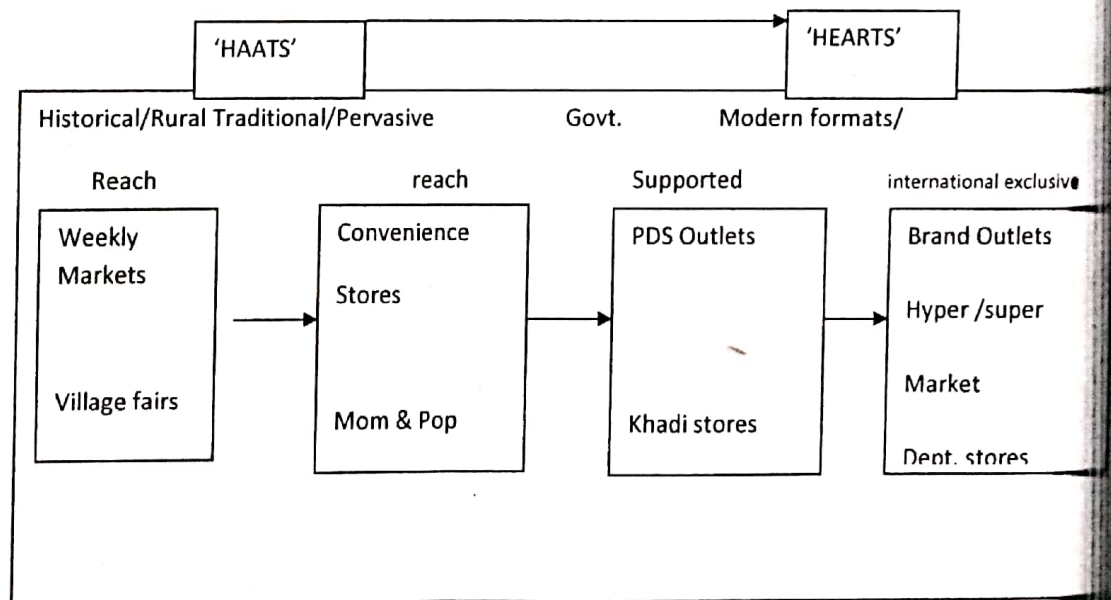 'HAATS'
'HEARTS'
Historical/Rural Traditional/Pervasive Govt. Modern formats/
Reach reach Supported international exclusive
Weekly
Markets
Village fairs
Convenience
Stores
Mom & Pop
PDS Outlets
Khadi stores
Brand Outlets
Hyper /super
Market
Dept. stores